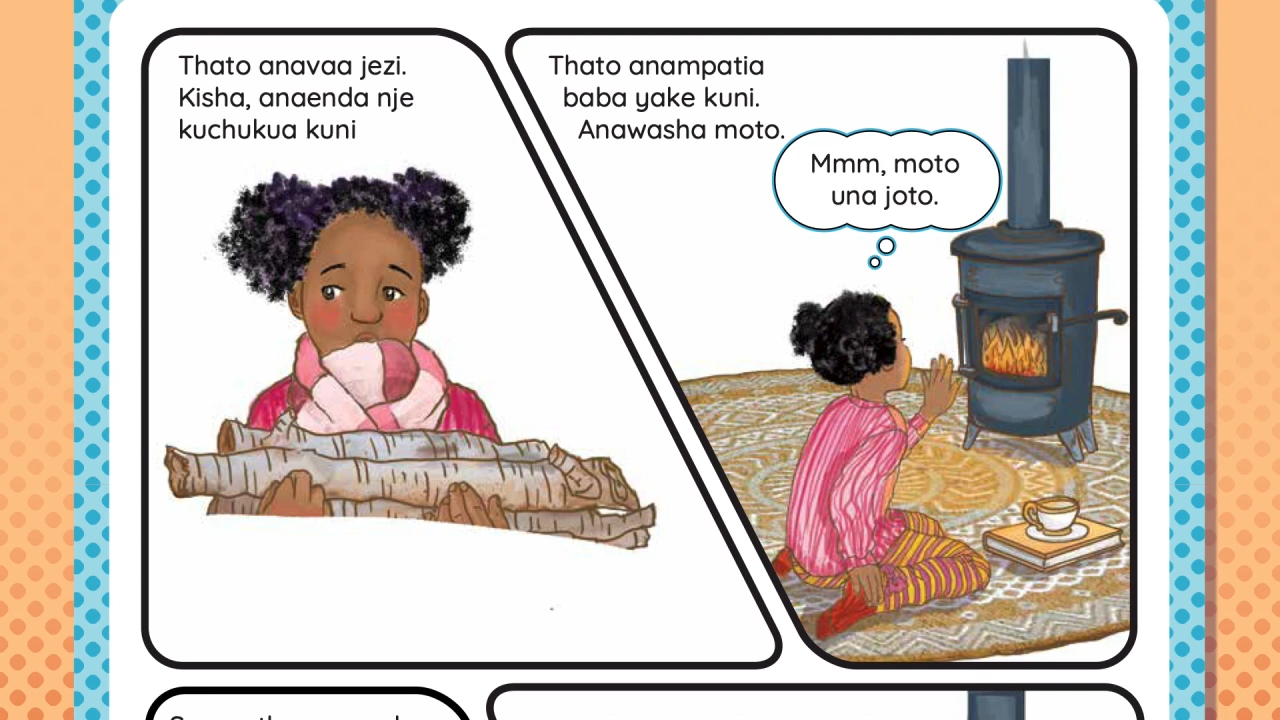 Thato anavaa jezi.
Kisha, anaenda nje
kuchukua kuni
Thato anampatia
baba yake kuni.
Anawasha moto.
Mmm, moto
una joto.